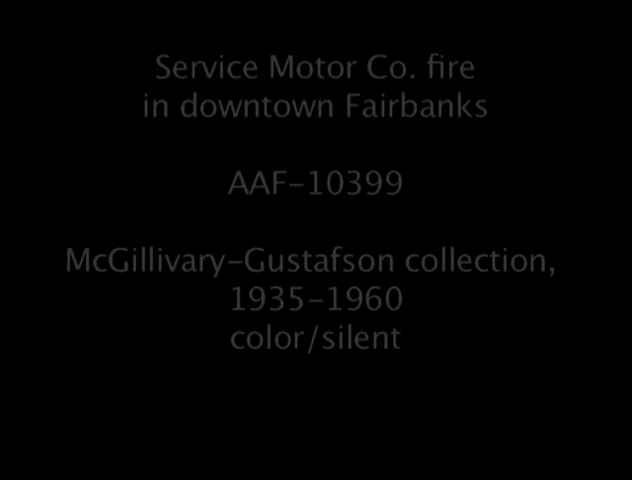 Service Motor Co. fire
in downtown Fairbanks
AAF-10399
McGillivary-Gustafson collection,
1935-1960
color/silent